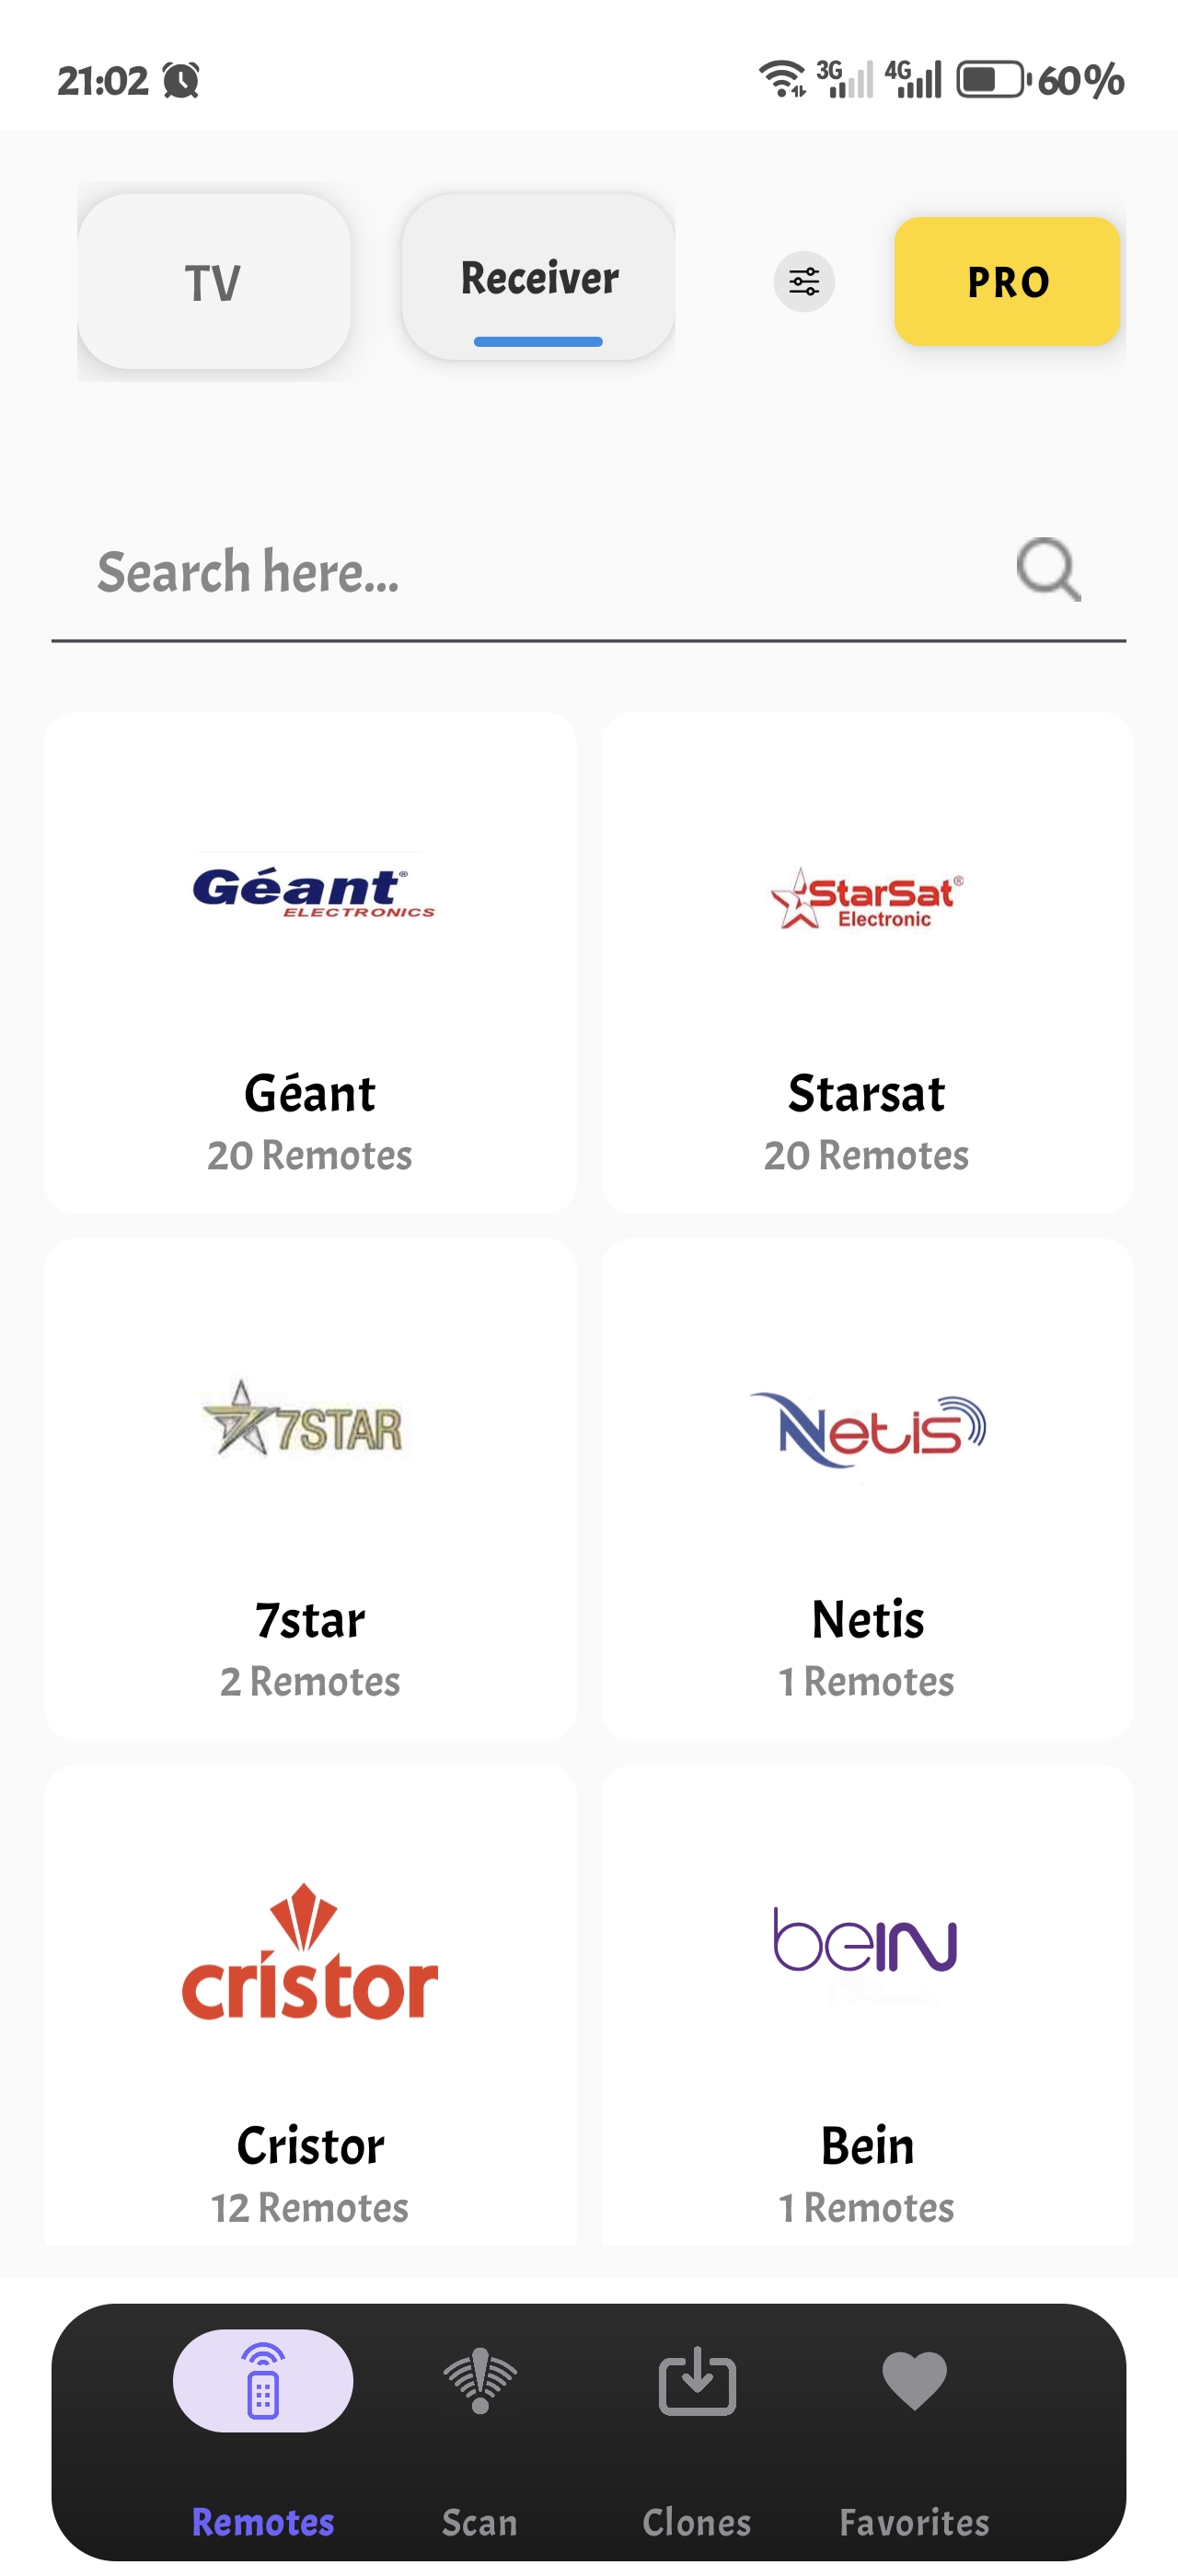 21:02
3G 4G 60%
TV
Receiver
PRO
Search here...
Géant®
ELECTRONICS
StarSat®
Electronic
Géant
20 Remotes
Starsat
20 Remotes
7STAR
Netis
7star
2 Remotes
Netis
1 Remotes
cristor
beIN
Cristor
12 Remotes
Bein
1 Remotes
Remotes
Scan
Clones
Favorites